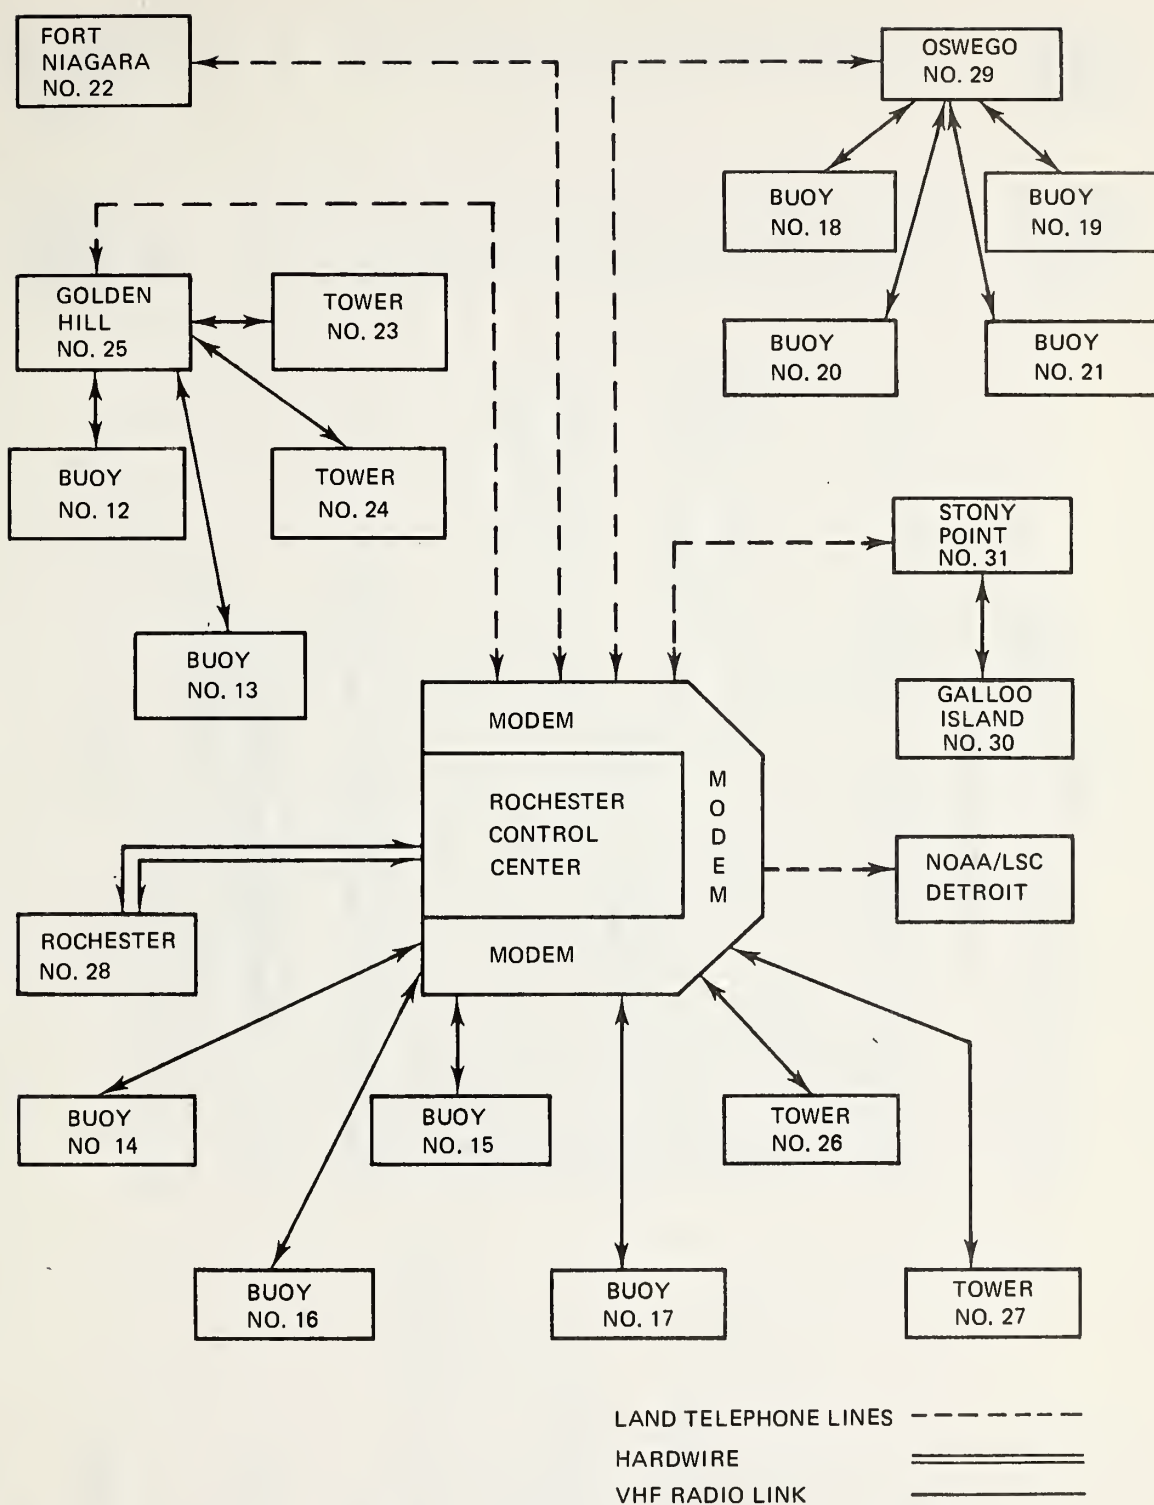 FORT
NIAGARA
NO. 22
OSWEGO
NO. 29
BUOY
NO. 18
BUOY
NO. 19
GOLDEN
HILL
NO. 25
TOWER
NO. 23
BUOY
NO. 20
BUOY
NO. 21
BUOY
NO. 12
TOWER
NO. 24
STONY
POINT
NO. 31
BUOY
NO. 13
GALLOO
ISLAND
NO. 30
MODEM
ROCHESTER
CONTROL
CENTER
MODEM
NOAA/LSC
DETROIT
ROCHESTER
NO. 28
MODEM
BUOY
NO 14
BUOY
NO. 15
TOWER
NO. 26
BUOY
NO. 16
BUOY
NO. 17
TOWER
NO. 27
LAND TELEPHONE LINES
HARDWIRE
VHF RADIO LINK